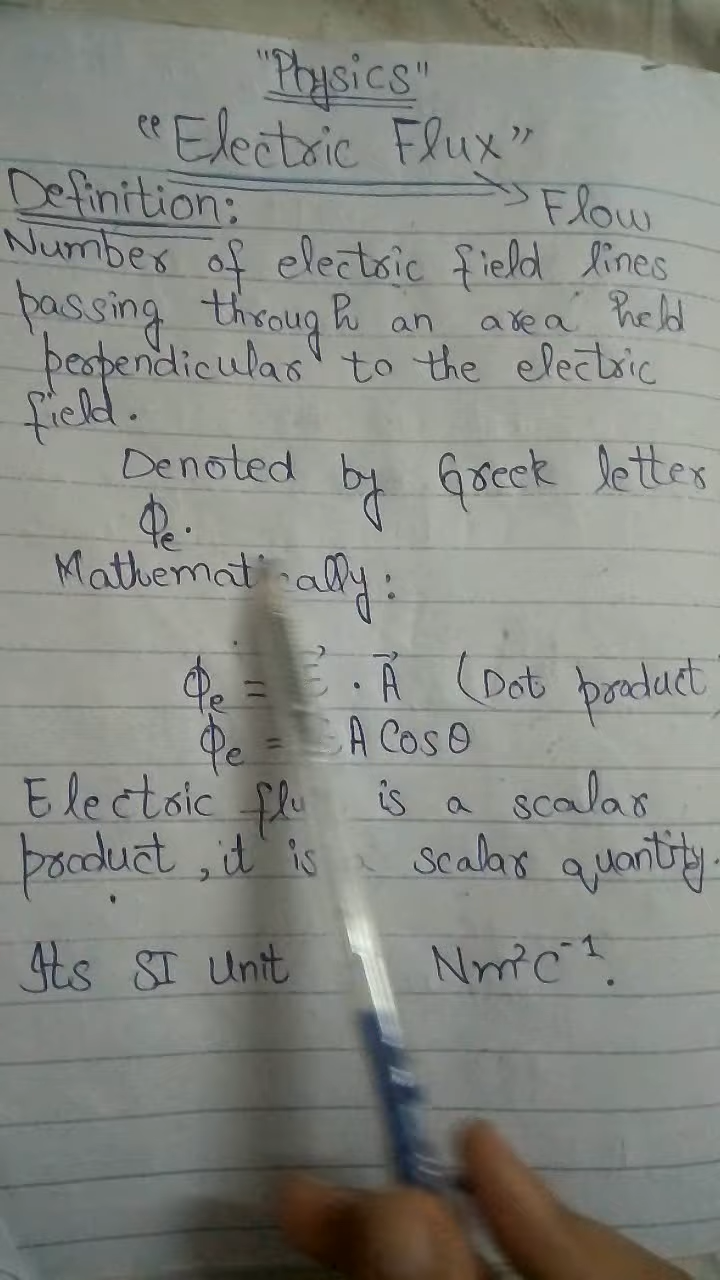 "Physics"
"Electric Flux"
Flow
Definition:
Number of electric field lines
passing through an area held
perpendicular to the electric
field.
Denoted by Greek letter
Φe.
Mathematically:
Φe = E⃗ . A⃗ (Dot product
Φe = A Cosθ
Electric flu is a scalar
product, it is scalar quantity.
Its SI Unit Nm²C⁻¹.